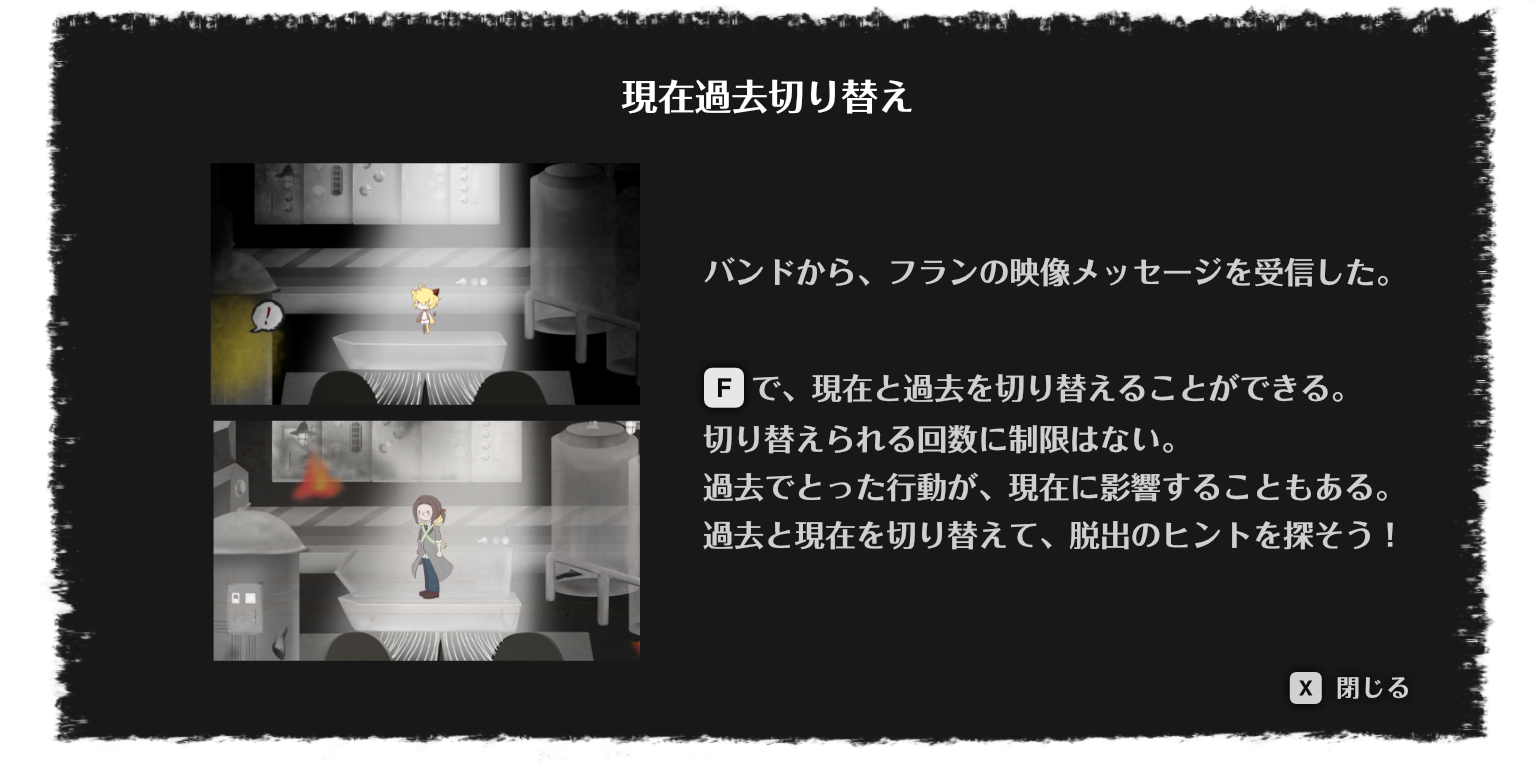 現在過去切り替え
!
バンドから、フランの映像メッセージを受信した。
F で、現在と過去を切り替えることができる。
切り替えられる回数に制限はない。
過去でとった行動が、現在に影響することもある。
過去と現在を切り替えて、脱出のヒントを探そう！
X 閉じる